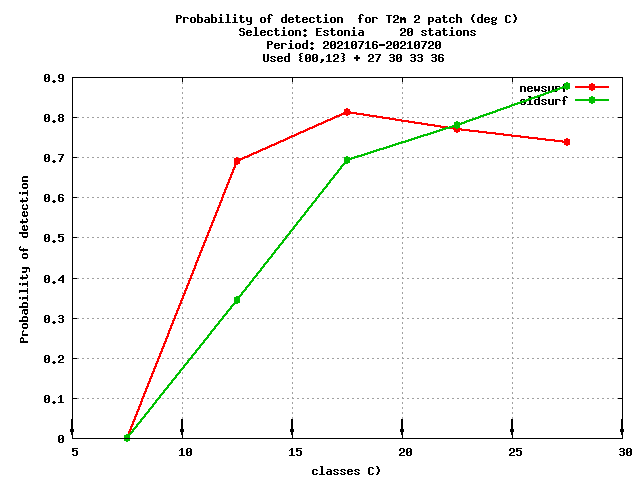 Probability of detection  for T2m 2 patch (deg C)
Selection: Estonia     20 stations
Period: 20210716-20210720
Used {00,12} + 27 30 33 36
0.9
newsurf
oldsurf
0.8
0.7
0.6
0.5
0.4
0.3
0.2
0.1
0
Probability of detection
5 10 15 20 25 30
classes C)